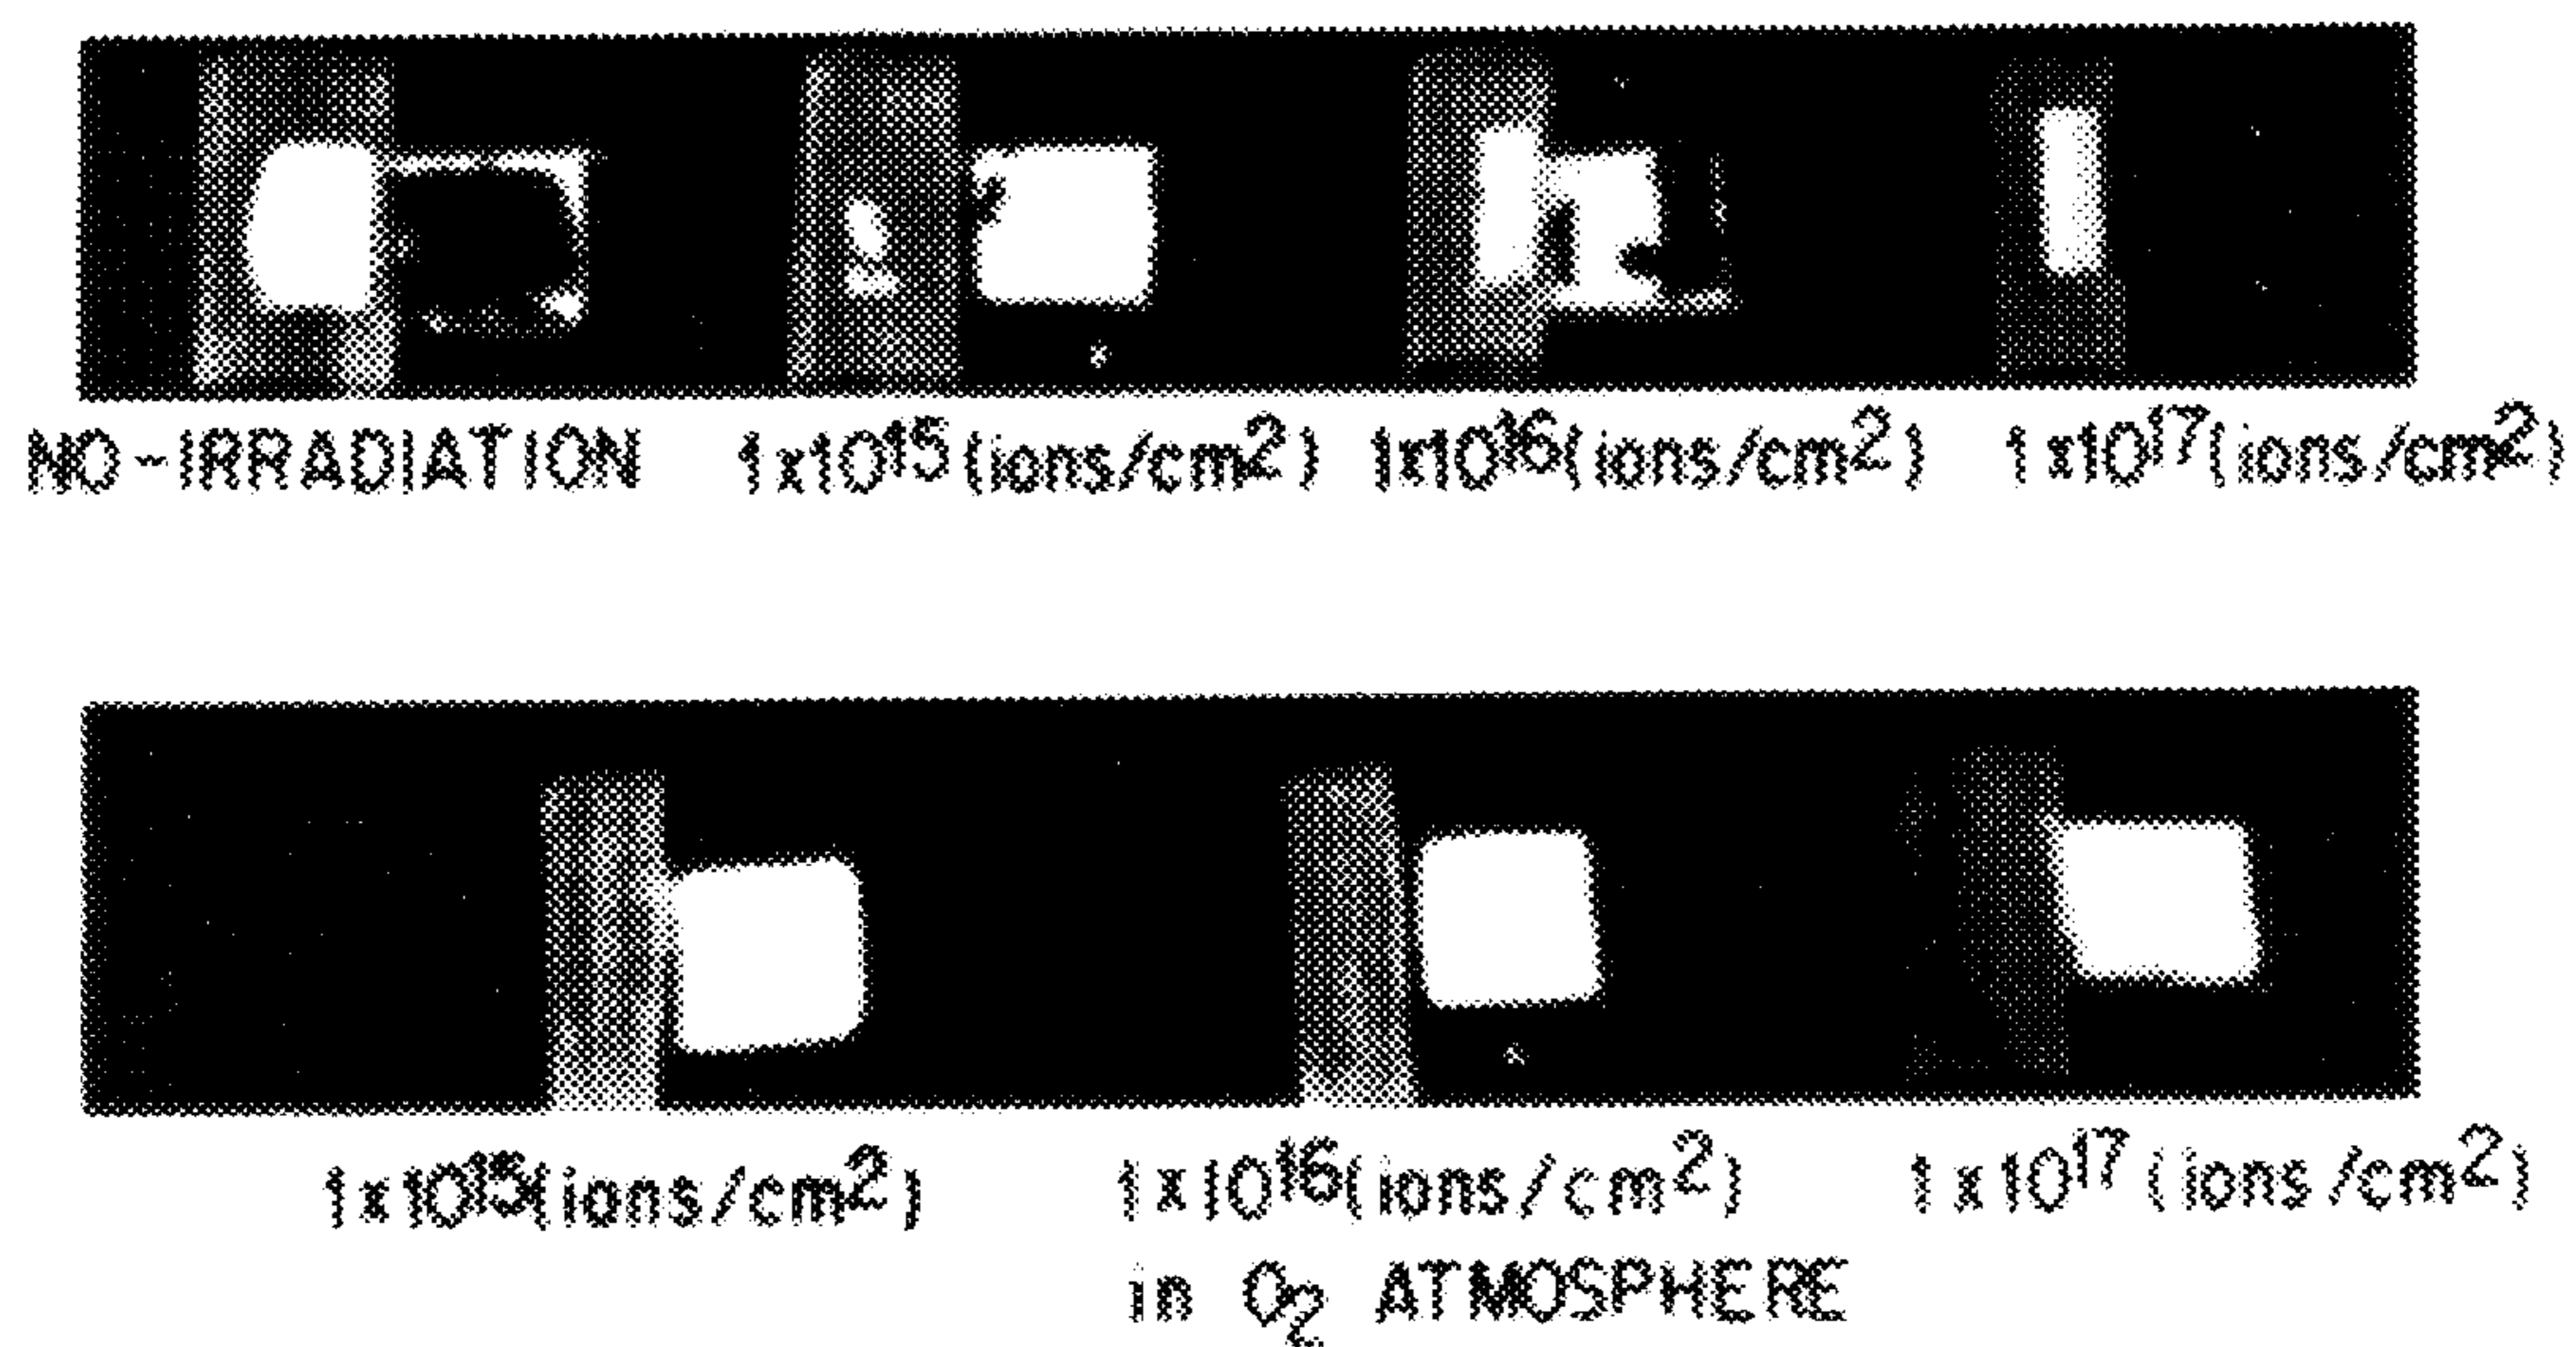 NO-IRRADIATION 1x10¹⁵(ions/cm²) 1x10¹⁶(ions/cm²) 1x10¹⁷(ions/cm²)
1x10¹⁵(ions/cm²) 1x10¹⁶(ions/cm²) 1x10¹⁷(ions/cm²)
in O₂ ATMOSPHERE